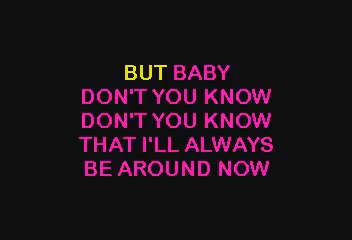 BUT BABY
DON'T YOU KNOW
DON'T YOU KNOW
THAT I'LL ALWAYS
BE AROUND NOW